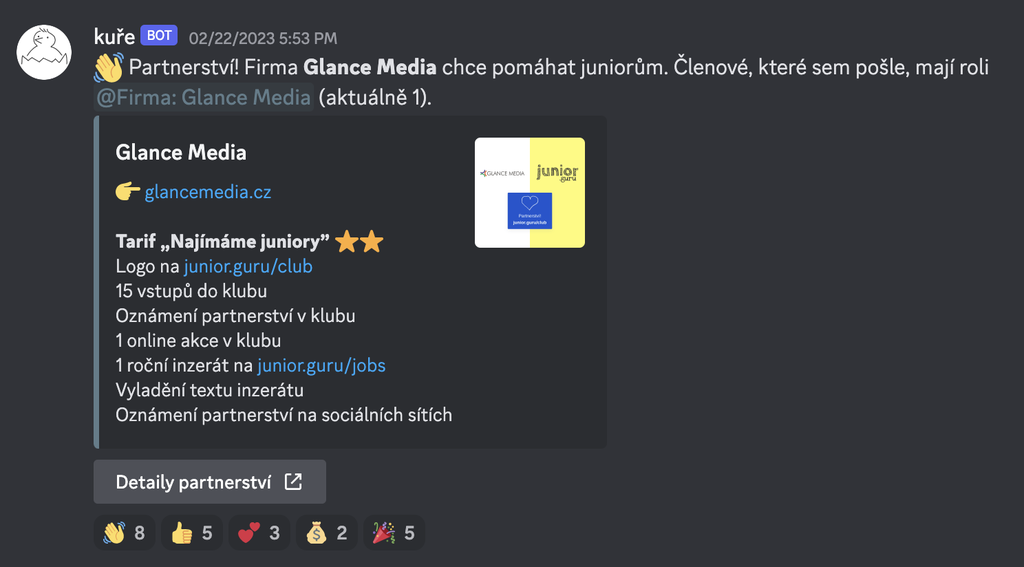 kuře BOT 02/22/2023 5:53 PM
👋 Partnerství! Firma Glance Media chce pomáhat juniorům. Členové, které sem pošle, mají roli
@Firma: Glance Media (aktuálně 1).
Glance Media
👉 glancemedia.cz
GLANCE MEDIA
junior
guru
Partnerství
junior.guru/club
Tarif „Najímáme juniory” ⭐⭐
Logo na junior.guru/club
15 vstupů do klubu
Oznámení partnerství v klubu
1 online akce v klubu
1 roční inzerát na junior.guru/jobs
Vyladění textu inzerátu
Oznámení partnerství na sociálních sítích
Detaily partnerství
👋 8 👍 5 💕 3 💰 2 🎉 5